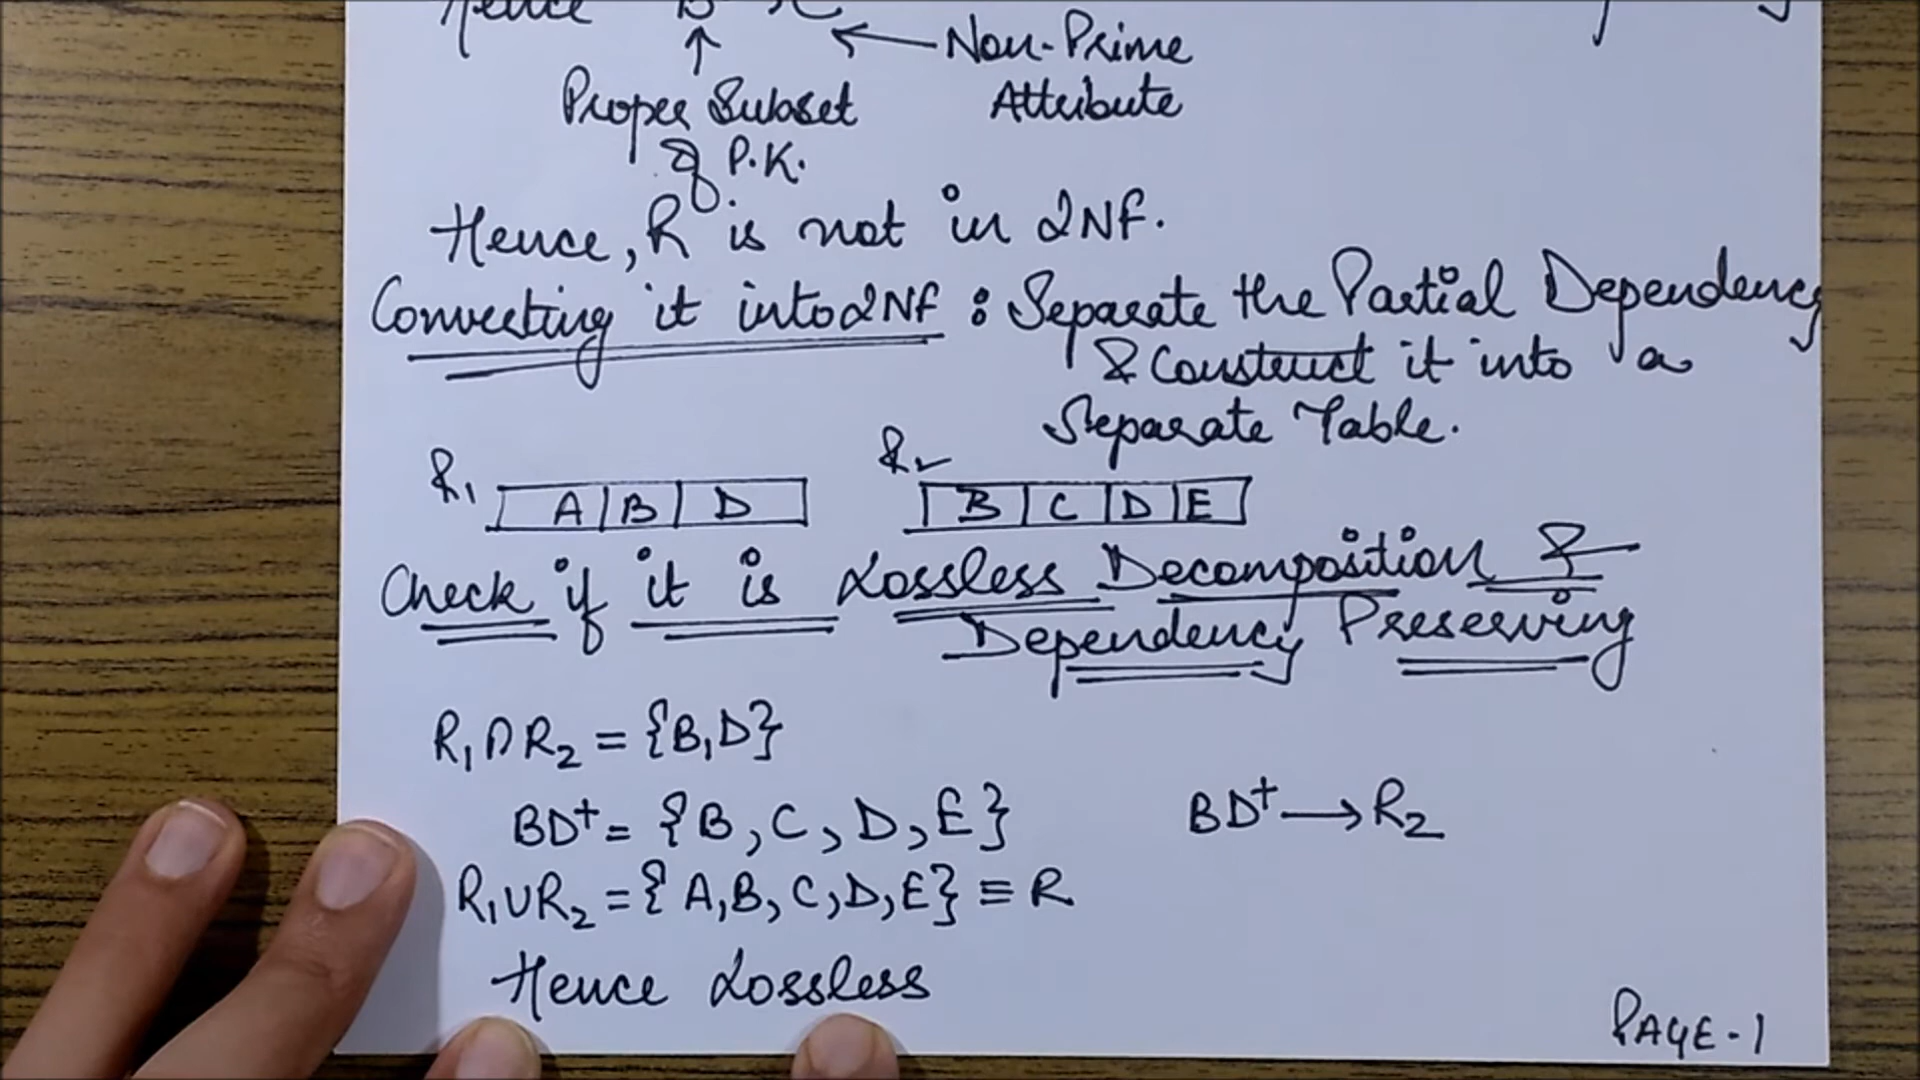 Hence B → C
Non-Prime
Proper Subset Attribute
of P.K.
Hence, R is not in 2NF.
Converting it into 2NF : Separate the Partial Dependency
& Construct it into a
Separate Table.
R₁ R₂
A B D B C D E
Check if it is Lossless Decomposition &
Dependency Preserving
R₁∩R₂ = {B,D}
BD⁺ = {B, C, D, E} BD⁺ → R₂
R₁∪R₂ = {A,B,C,D,E} ≡ R
Hence Lossless
PAGE-1